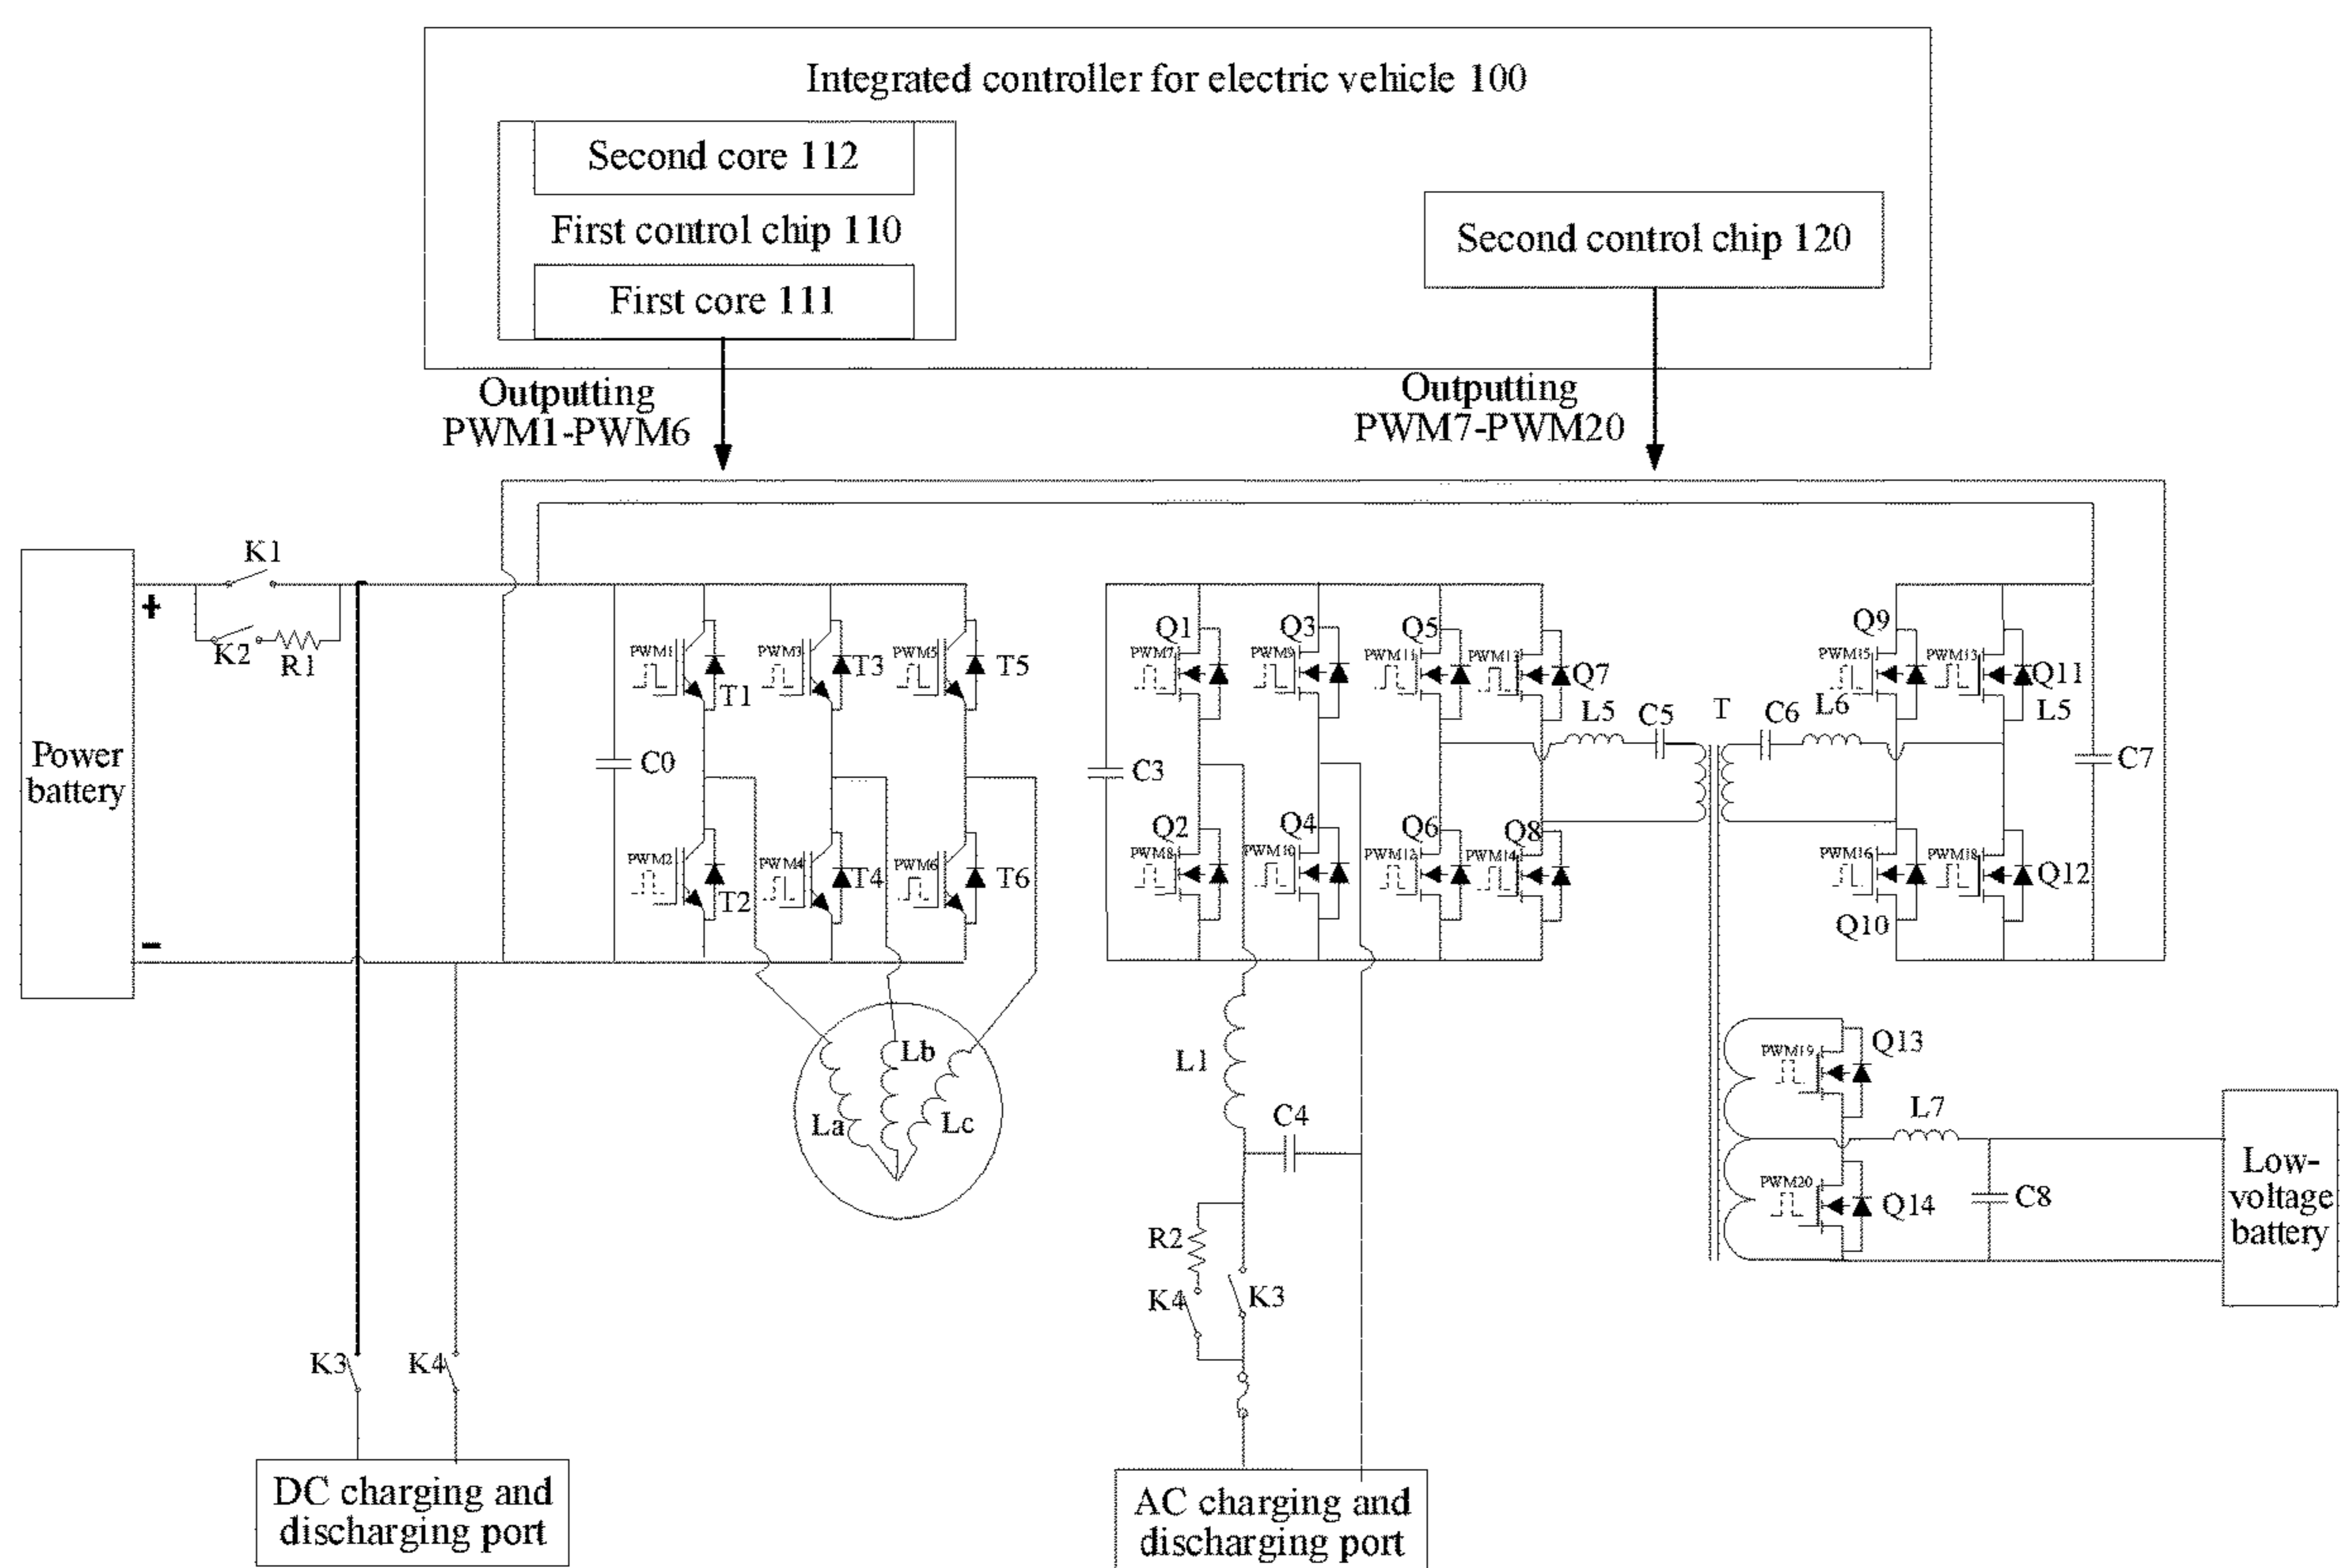 Integrated controller for electric vehicle 100
Second core 112
First control chip 110
First core 111
Second control chip 120
Outputting
PWM1-PWM6
Outputting
PWM7-PWM20
Power
battery
+
−
K1
K2
R1
C0
PWM1
T1
PWM3
T3
PWM5
T5
PWM2
T2
PWM4
T4
PWM6
T6
La
Lb
Lc
C3
Q1
PWM7
Q3
PWM9
Q5
PWM11
PWM13
Q7
Q2
PWM8
Q4
PWM10
Q6
PWM12
Q8
PWM14
L5
C5
T
C6
L6
Q9
PWM15
PWM13
Q11
L5
C7
PWM16
Q10
PWM18
Q12
L1
C4
R2
K4
K3
PWM19
Q13
PWM20
Q14
L7
C8
Low-
voltage
battery
K3
K4
DC charging and
discharging port
AC charging and
discharging port